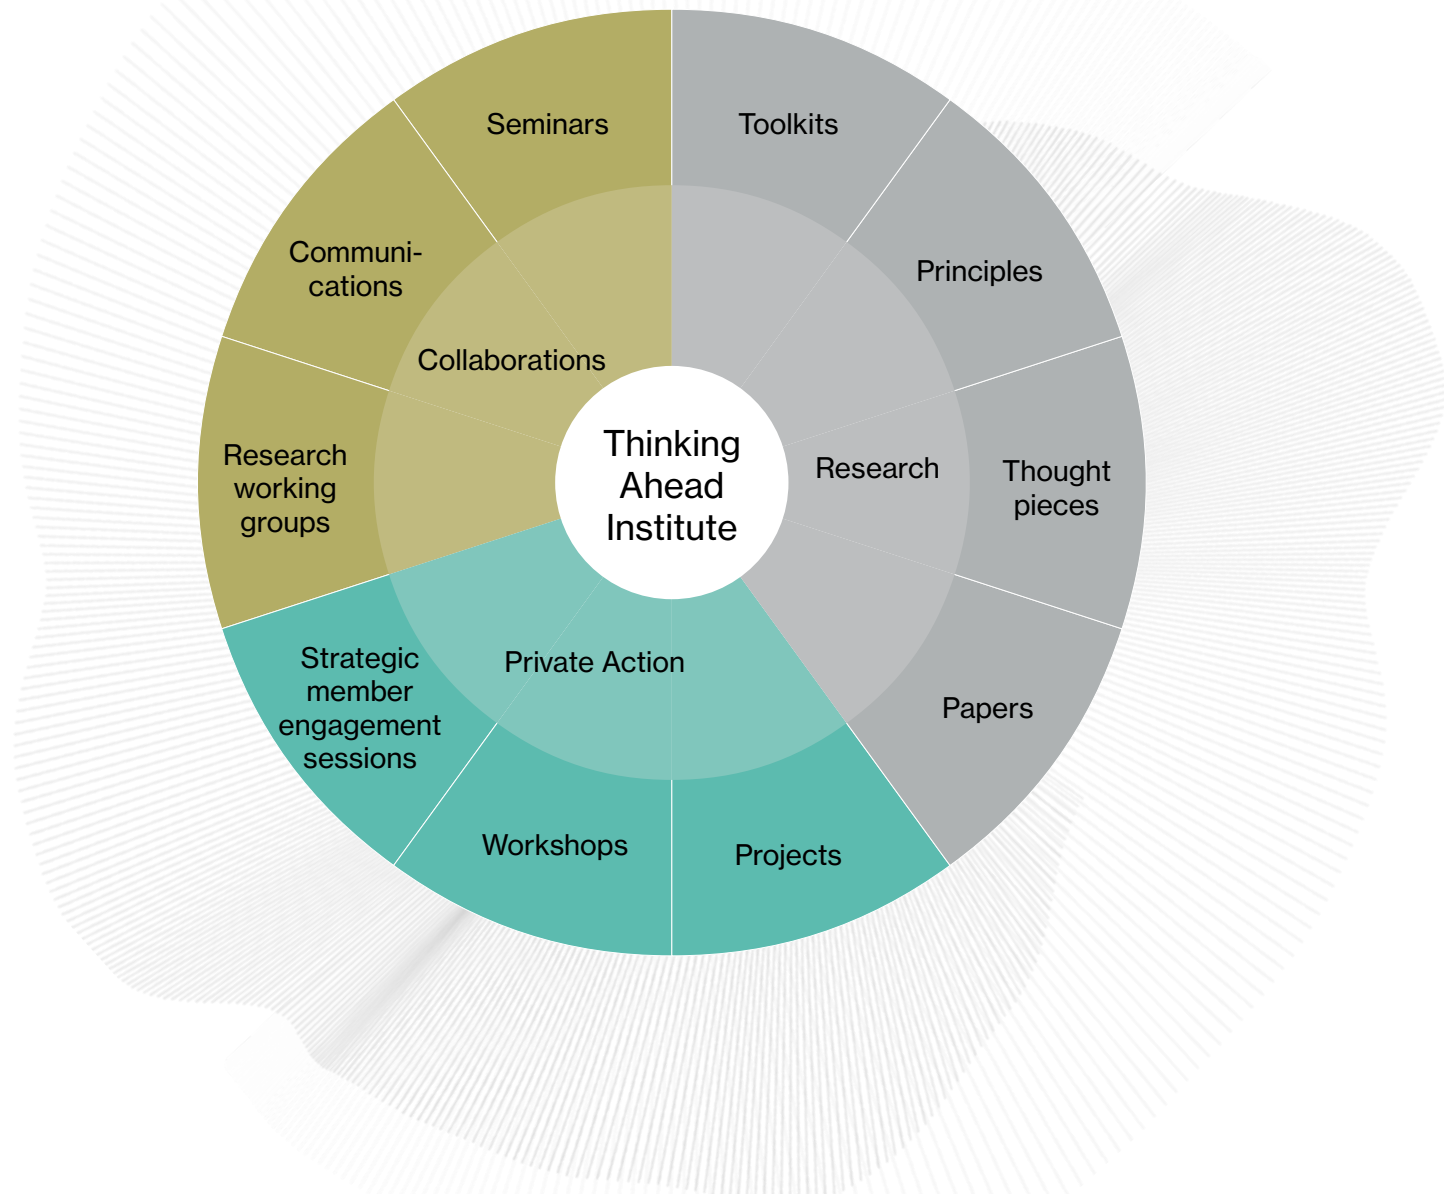 Seminars
Toolkits
Communi-
cations
Principles
Collaborations
Thinking
Ahead
Institute
Research
Thought
pieces
Research
working
groups
Strategic
member
engagement
sessions
Private Action
Papers
Workshops
Projects